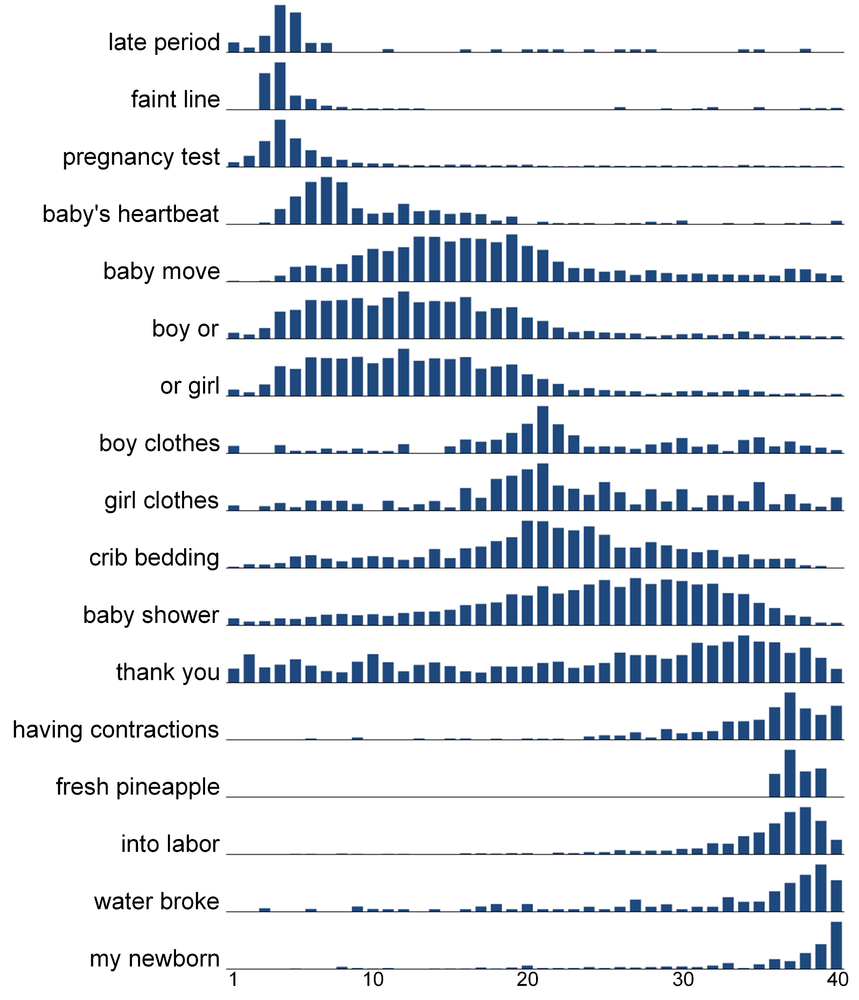 late period
faint line
pregnancy test
baby's heartbeat
baby move
boy or
or girl
boy clothes
girl clothes
crib bedding
baby shower
thank you
having contractions
fresh pineapple
into labor
water broke
my newborn
1 10 20 30 40